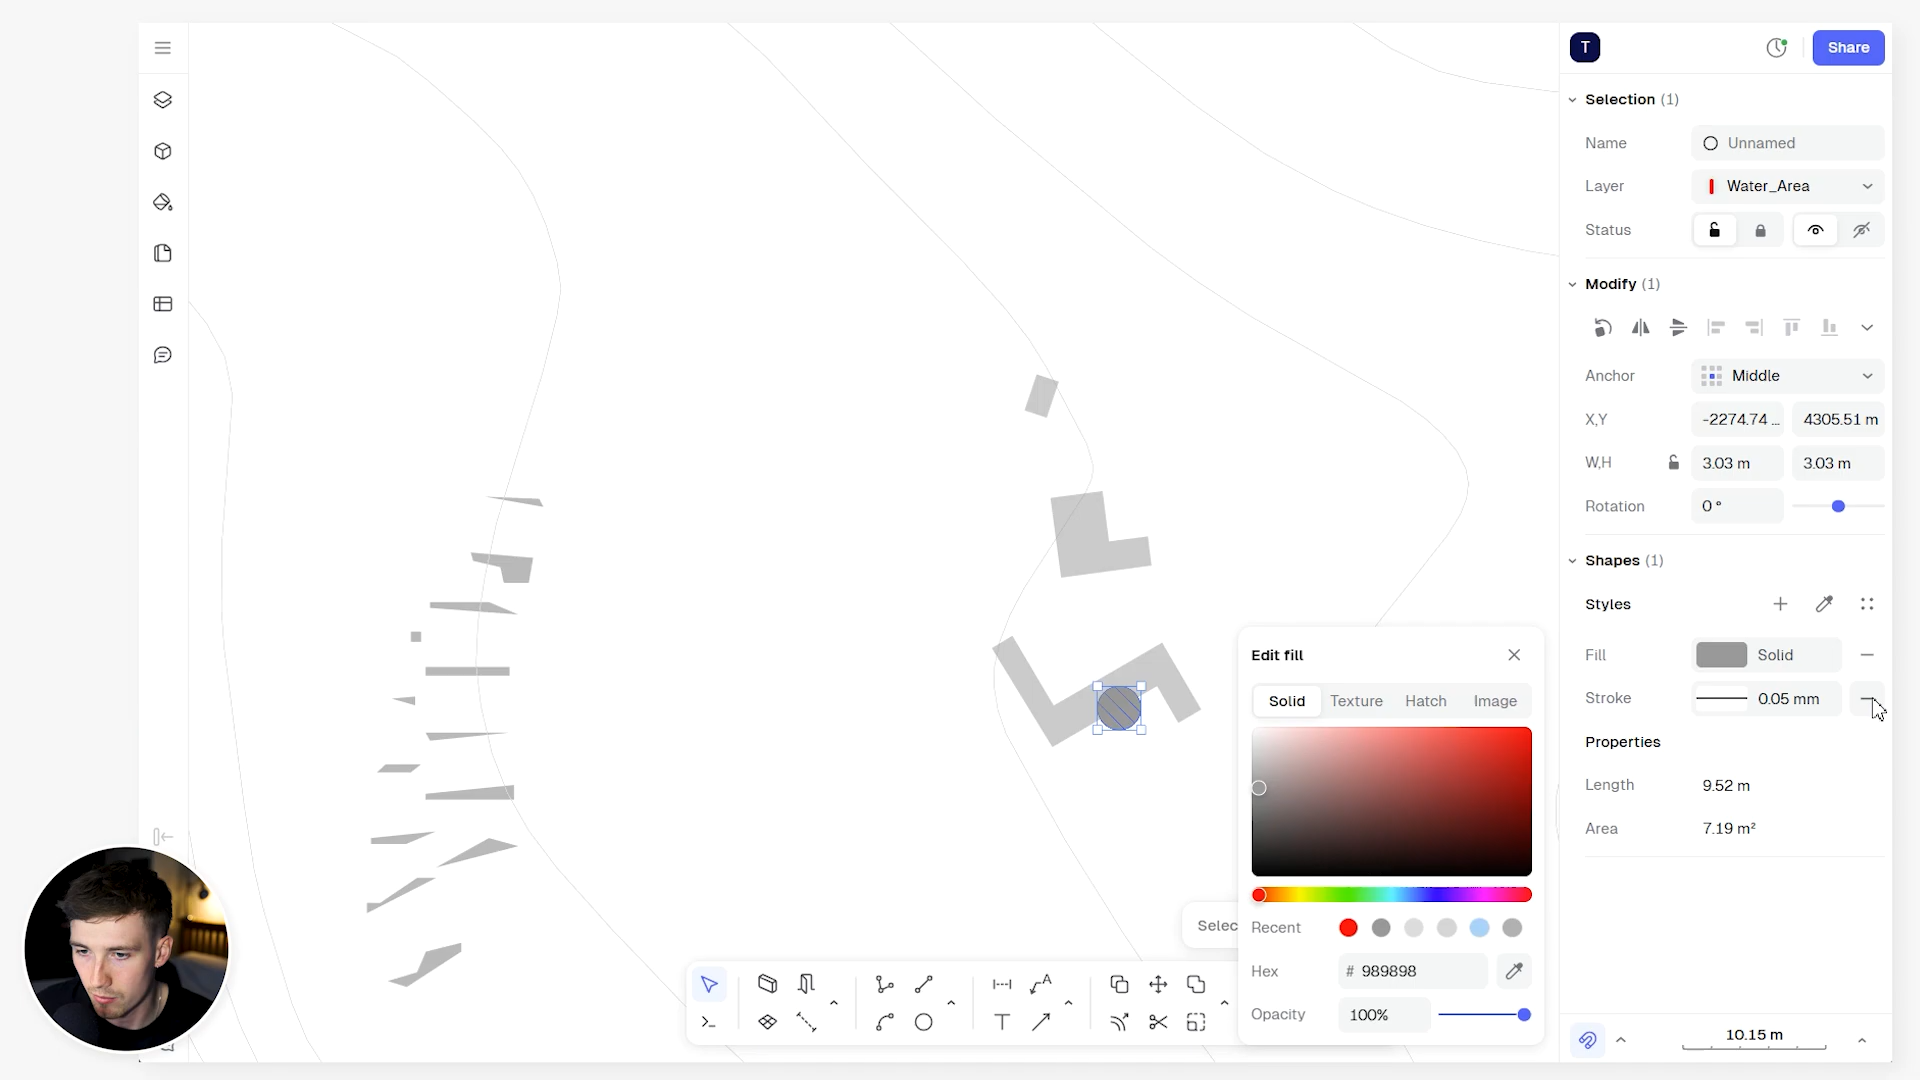 T
Share
Selection (1)
Name
Unnamed
Layer
Water_Area
Status
Modify (1)
Anchor
Middle
X,Y
-2274.74 ...
4305.51 m
W,H
3.03 m
3.03 m
Rotation
0 °
Shapes (1)
Styles
Fill
Solid
Stroke
0.05 mm
Properties
Length
9.52 m
Area
7.19 m²
10.15 m
Edit fill
Solid
Texture
Hatch
Image
Recent
Hex
# 989898
Opacity
100%
Selec
A
T